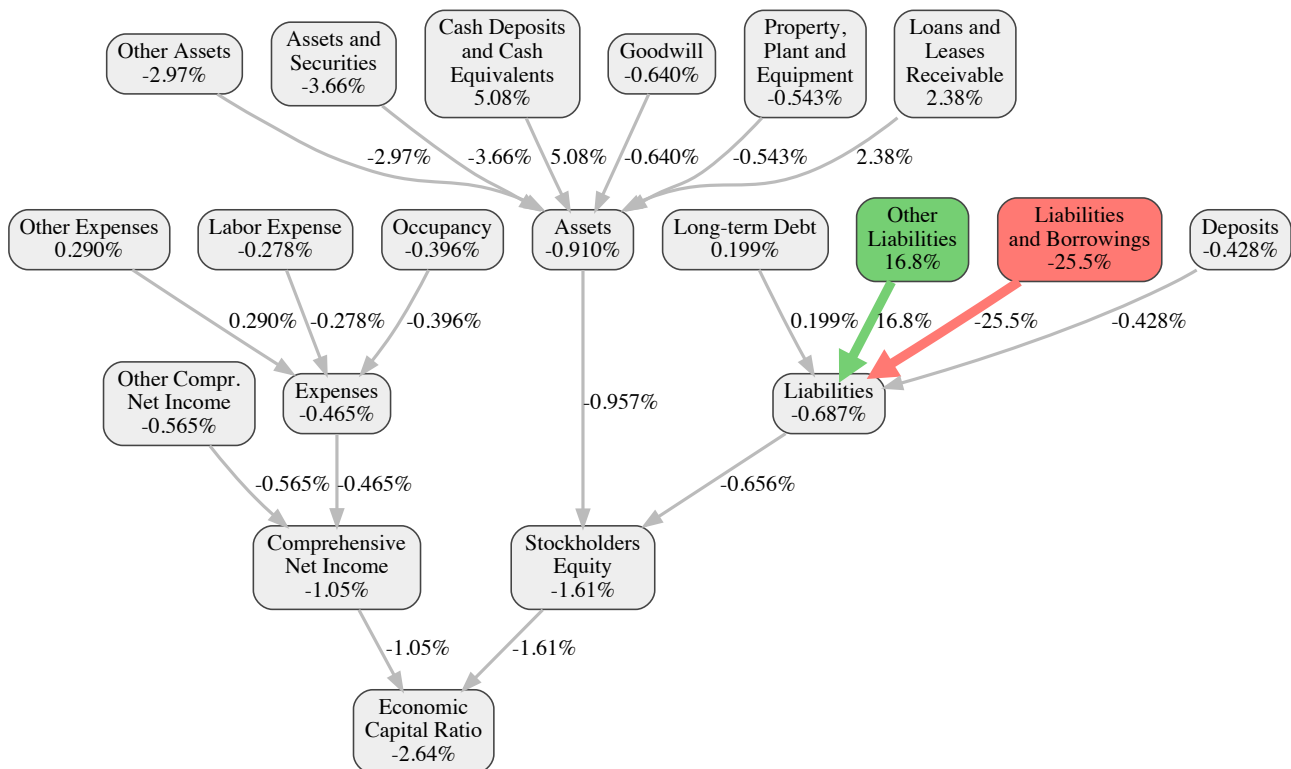 Other Assets
-2.97%
Assets and
Securities
-3.66%
Cash Deposits
and Cash
Equivalents
5.08%
Goodwill
-0.640%
Property,
Plant and
Equipment
-0.543%
Loans and
Leases
Receivable
2.38%
-2.97%
-3.66%
5.08%
-0.640%
-0.543%
2.38%
Other Expenses
0.290%
Labor Expense
-0.278%
Occupancy
-0.396%
Assets
-0.910%
Long-term Debt
0.199%
Other
Liabilities
16.8%
Liabilities
and Borrowings
-25.5%
Deposits
-0.428%
0.290%
-0.278%
-0.396%
0.199%
16.8%
-25.5%
-0.428%
Other Compr.
Net Income
-0.565%
Expenses
-0.465%
-0.957%
Liabilities
-0.687%
-0.565%
-0.465%
-0.656%
Comprehensive
Net Income
-1.05%
Stockholders
Equity
-1.61%
-1.05%
-1.61%
Economic
Capital Ratio
-2.64%